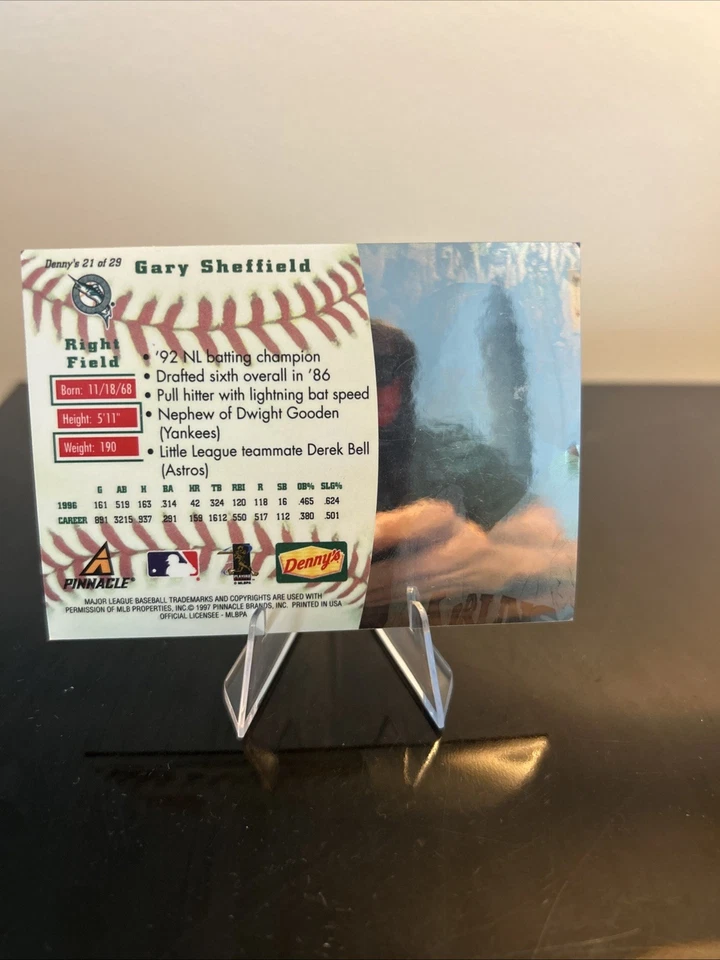 Denny's 21 of 29 Gary Sheffield
Right
Field
Born: 11/18/68
Height: 5'11"
Weight: 190
• '92 NL batting champion
• Drafted sixth overall in '86
• Pull hitter with lightning bat speed
• Nephew of Dwight Gooden
(Yankees)
• Little League teammate Derek Bell
(Astros)
G AB H BA HR TB RBI R SB OB% SLG%
1996 161 519 163 .314 42 324 120 118 16 .465 .624
CAREER 891 3215 937 .291 159 1612 550 517 112 .380 .501
PINNACLE®
Denny's
MAJOR LEAGUE BASEBALL TRADEMARKS AND COPYRIGHTS ARE USED WITH
PERMISSION OF MLB PROPERTIES, INC.© 1997 PINNACLE BRANDS, INC. PRINTED IN USA
OFFICIAL LICENSEE - MLBPA